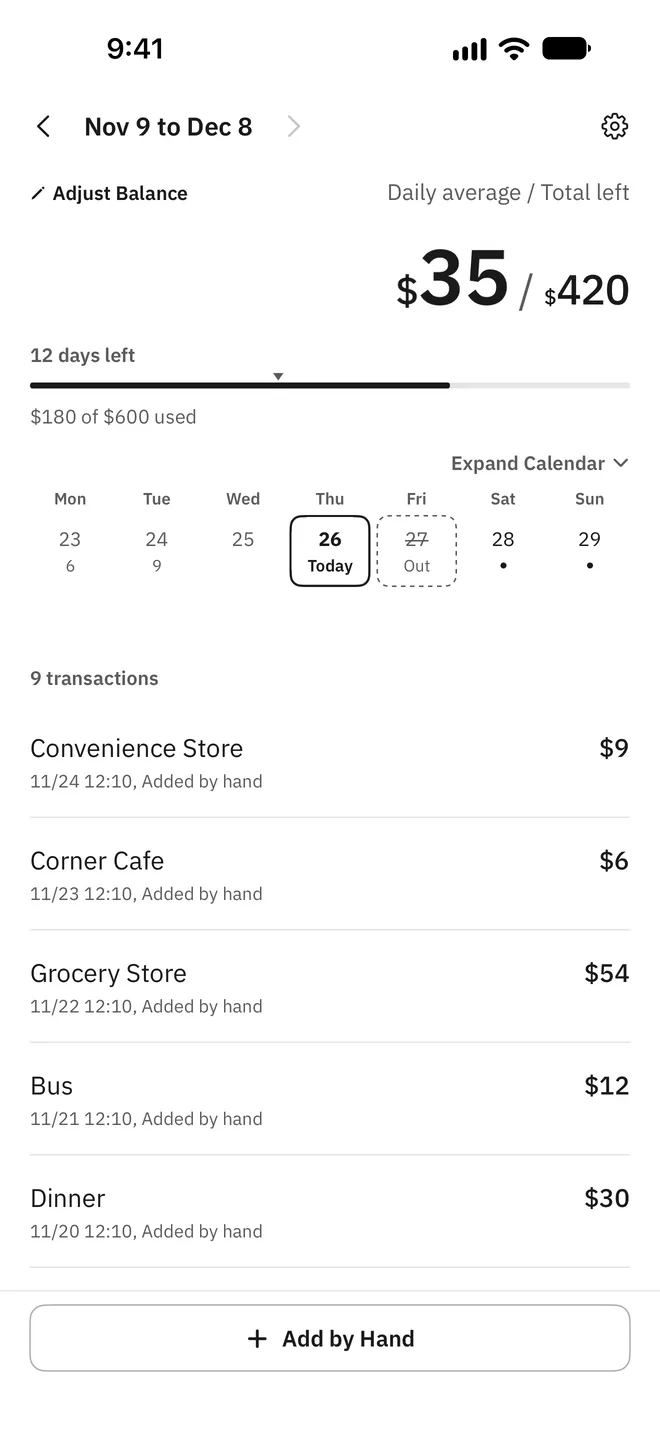 9:41
Nov 9 to Dec 8
Adjust Balance
Daily average / Total left
$35 / $420
12 days left
$180 of $600 used
Expand Calendar
Mon Tue Wed Thu Fri Sat Sun
23 24 25 26 27 28 29
6 9 Today Out
9 transactions
Convenience Store $9
11/24 12:10, Added by hand
Corner Cafe $6
11/23 12:10, Added by hand
Grocery Store $54
11/22 12:10, Added by hand
Bus $12
11/21 12:10, Added by hand
Dinner $30
11/20 12:10, Added by hand
+ Add by Hand